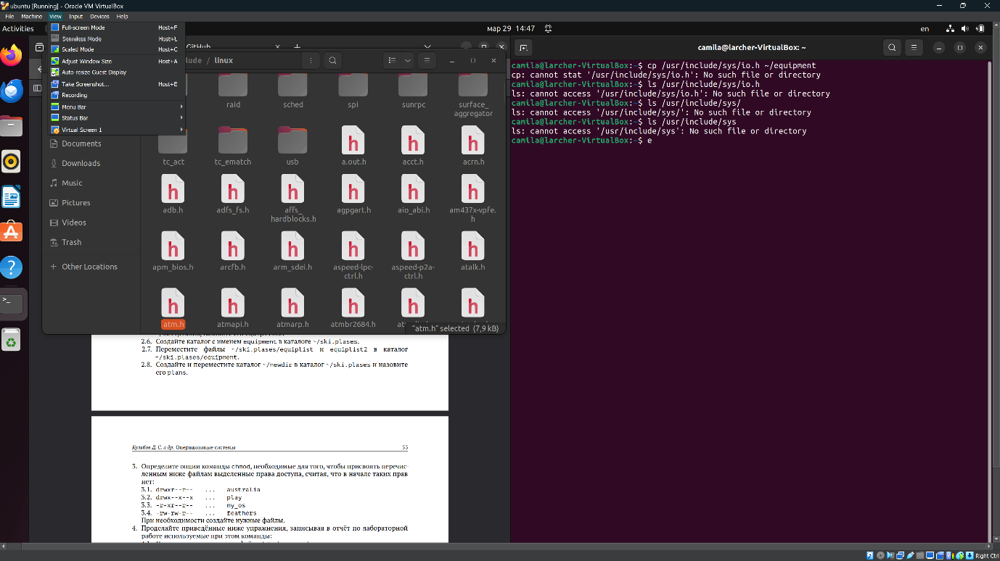 ubuntu [Running] - Oracle VM VirtualBox
File Machine View Input Devices Help
Activities
мар 29 14:47
en
Full-screen Mode Host+F
Seamless Mode Host+L
Scaled Mode Host+C
Adjust Window Size Host+A
Auto-resize Guest Display
Take Screenshot... Host+E
Recording
Menu Bar
Status Bar
Virtual Screen 1
GitHub
/ linux
raid sched spi sunrpc surface_
aggregator
Documents
Downloads
Music
Pictures
Videos
Trash
+ Other Locations
tc_act tc_ematch usb a.out.h acct.h acrn.h
adb.h adfs_fs.h affs_
hardblocks.h agpgart.h aio_abi.h am437x-vpfe.
h
apm_bios.h arcfb.h arm_sdei.h aspeed-lpc-
ctrl.h aspeed-p2a-
ctrl.h atalk.h
atm.h atmapi.h atmarp.h atmbr2684.h
"atm.h" selected (7,9 kB)
camila@larcher-VirtualBox: ~
camila@larcher-VirtualBox:~$ cp /usr/include/sys/io.h ~/equipment
cp: cannot stat '/usr/include/sys/io.h': No such file or directory
camila@larcher-VirtualBox:~$ ls /usr/include/sys/io.h
ls: cannot access '/usr/include/sys/io.h': No such file or directory
camila@larcher-VirtualBox:~$ ls /usr/include/sys/
ls: cannot access '/usr/include/sys/': No such file or directory
camila@larcher-VirtualBox:~$ ls /usr/include/sys
ls: cannot access '/usr/include/sys': No such file or directory
camila@larcher-VirtualBox:~$ e
2.6. Создайте каталог с именем equipment в каталоге ~/ski.plases.
2.7. Переместите файлы ~/ski.plases/equiplist и equiplist2 в каталог
~/ski.plases/equipment.
2.8. Создайте и переместите каталог ~/newdir в каталог ~/ski.plases и назовите
его plans.
Кулябов Д. С. и др. Операционные системы 53
3. Определите опции команды chmod, необходимые для того, чтобы присвоить перечис-
ленным ниже файлам выделенные права доступа, считая, что в начале таких прав
нет:
3.1. drwxr--r-- ... australia
3.2. drwx--x--x ... play
3.3. -r-xr--r-- ... my_os
3.4. -rw-rw-r-- ... feathers
При необходимости создайте нужные файлы.
4. Проделайте приведённые ниже упражнения, записывая в отчёт по лабораторной
работе используемые при этом команды:
Right Ctrl